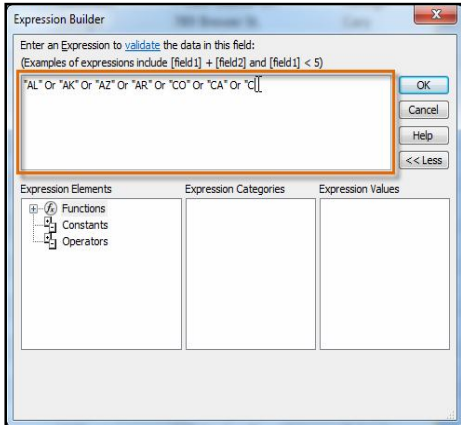 Expression Builder
Enter an Expression to validate the data in this field:
(Examples of expressions include [field1] + [field2] and [field1] < 5)
"AL" Or "AK" Or "AZ" Or "AR" Or "CO" Or "CA" Or "C
OK
Cancel
Help
<< Less
Expression Elements Expression Categories Expression Values
Functions
Constants
Operators